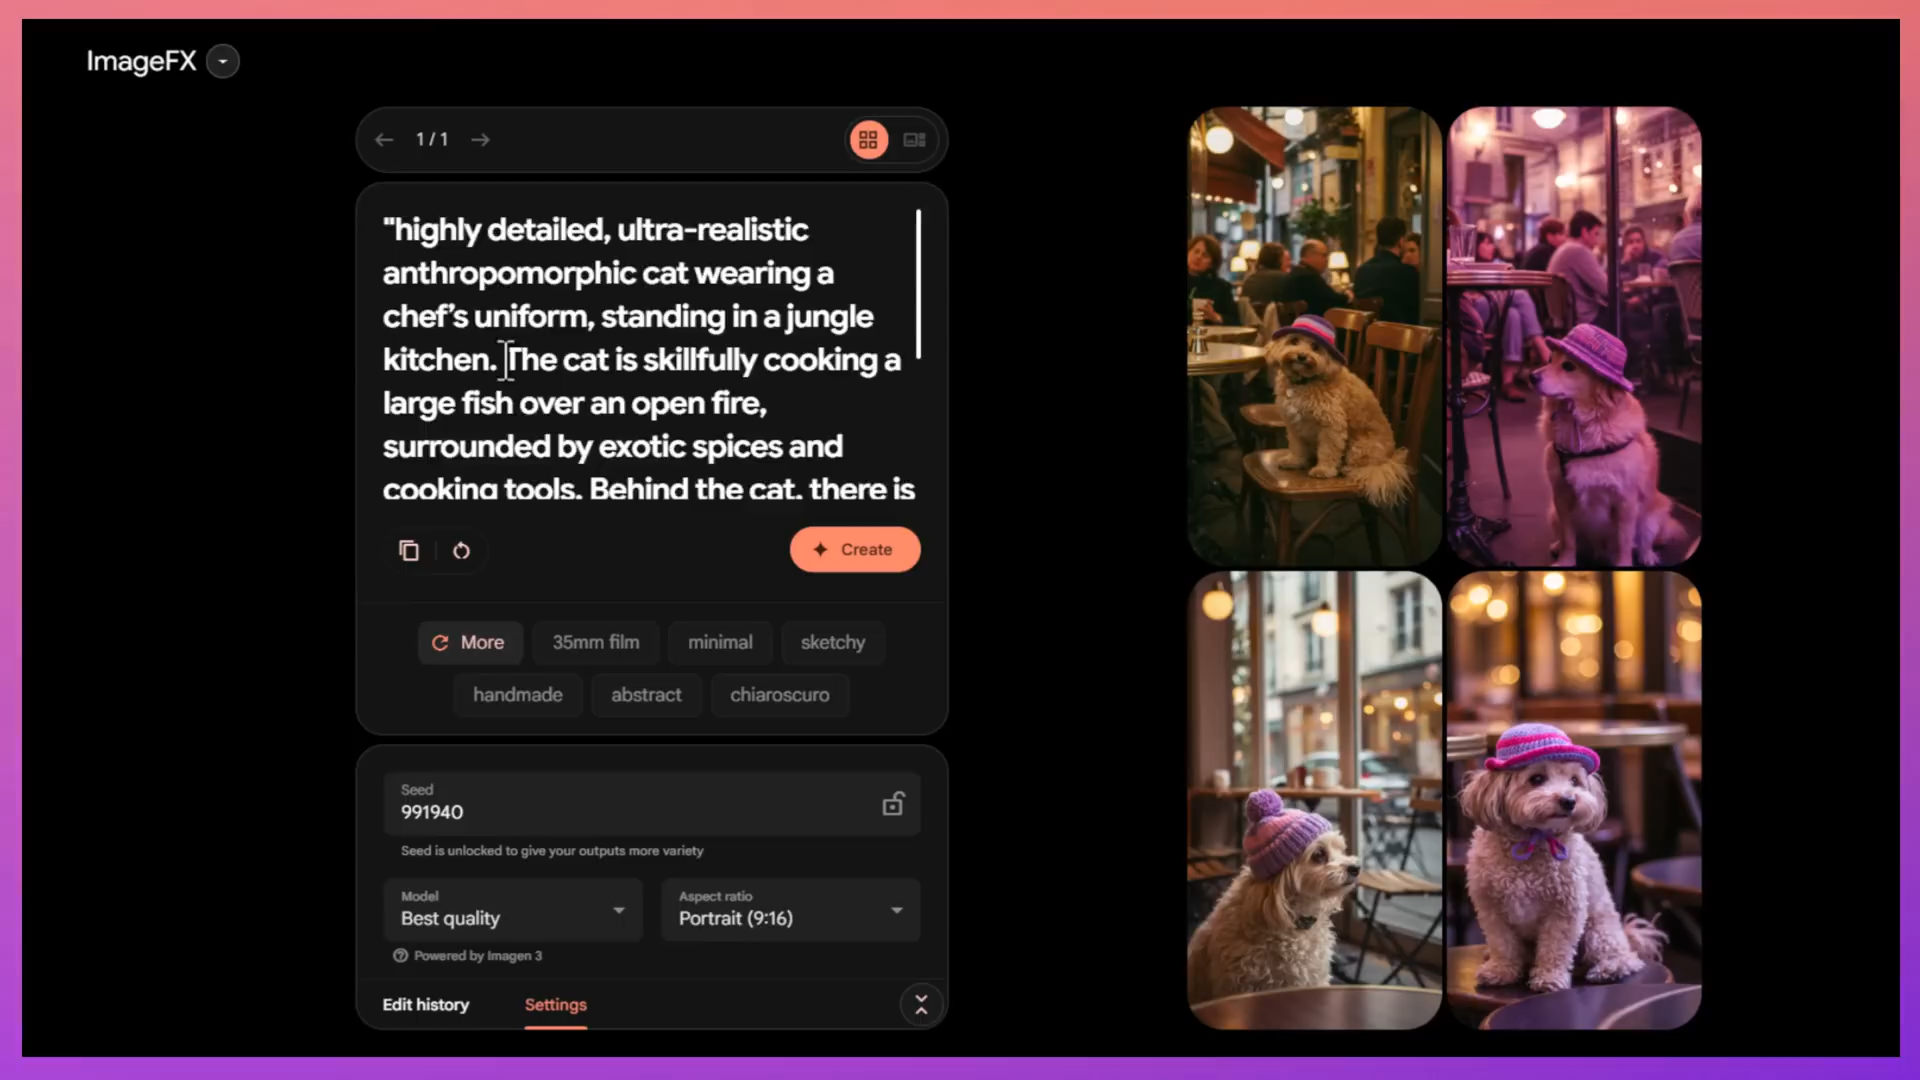 ImageFX
1 / 1
"highly detailed, ultra-realistic
anthropomorphic cat wearing a
chef's uniform, standing in a jungle
kitchen. The cat is skillfully cooking a
large fish over an open fire,
surrounded by exotic spices and
cooking tools. Behind the cat, there is
Create
More
35mm film
minimal
sketchy
handmade
abstract
chiaroscuro
Seed
991940
Seed is unlocked to give your outputs more variety
Model
Best quality
Aspect ratio
Portrait (9:16)
Powered by Imagen 3
Edit history
Settings